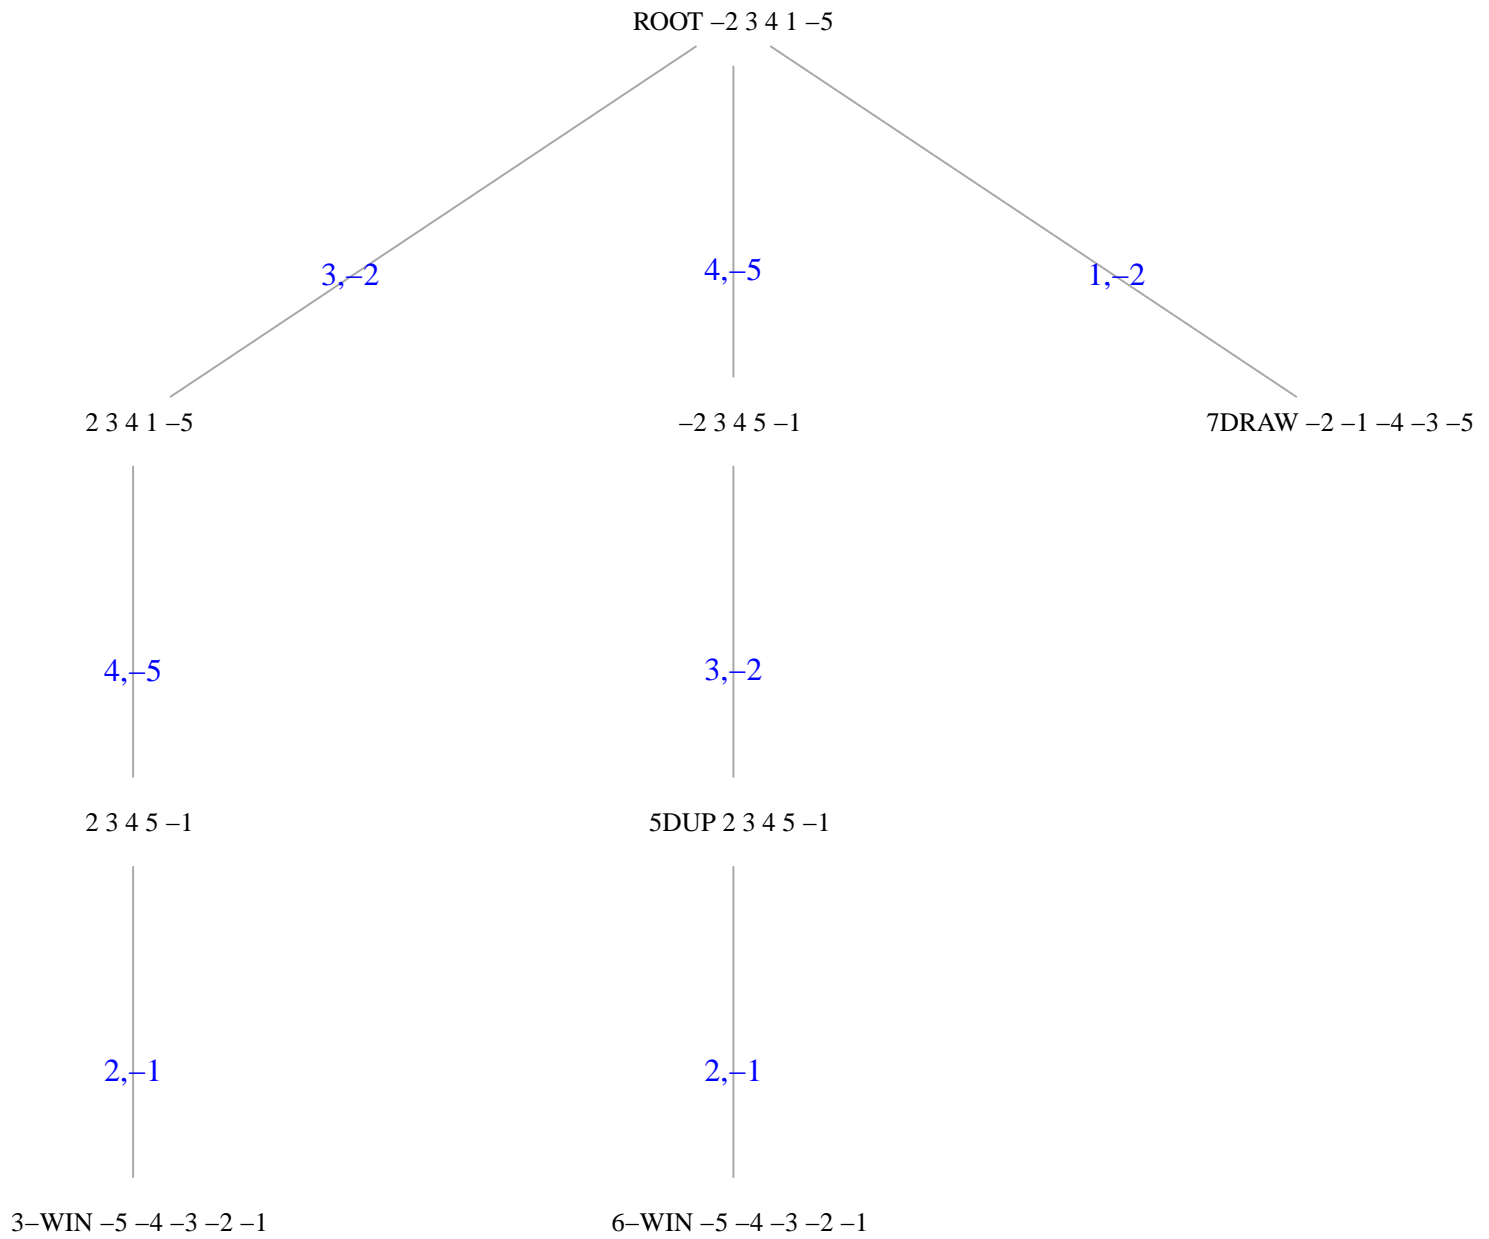 ROOT –2 3 4 1 –5
3,–2
4,–5
1,–2
2 3 4 1 –5
–2 3 4 5 –1
7DRAW –2 –1 –4 –3 –5
4,–5
3,–2
2 3 4 5 –1
5DUP 2 3 4 5 –1
2,–1
2,–1
3–WIN –5 –4 –3 –2 –1
6–WIN –5 –4 –3 –2 –1